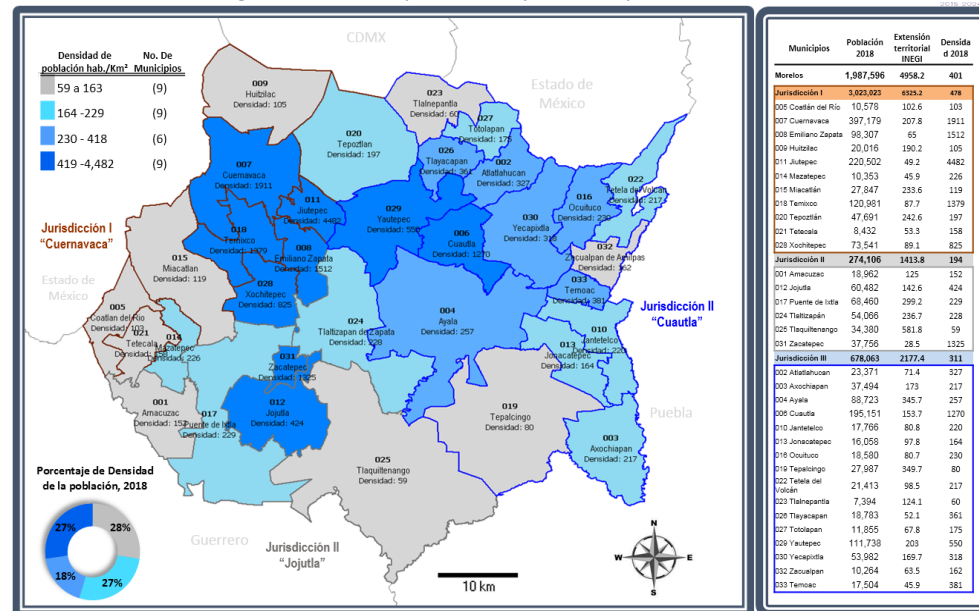 Densidad de
población hab./Km²
No. De
Municipios
59 a 163 (9)
164 -229 (9)
230 - 418 (6)
419 -4,482 (9)
CDMX
Estado de
México
Estado de
México
Guerrero
Puebla
Jurisdicción I
"Cuernavaca"
Jurisdicción II
"Cuautla"
Jurisdicción II
"Jojutla"
009
Huitzilac
Densidad: 105
023
Tlalnepantla
Densidad: 60
027
Totolapan
Densidad: 175
020
Tepoztlán
Densidad: 197
026
Tlayacapan
Densidad: 361
002
Atlatlahucan
Densidad: 327
007
Cuernavaca
Densidad: 1911
022
Tetela del Volcán
Densidad: 217
016
Ocuituco
Densidad: 230
011
Jiutepec
Densidad: 4482
029
Yautepec
Densidad: 550
030
Yecapixtla
Densidad: 318
018
Temixco
Densidad: 1379
006
Cuautla
Densidad: 1270
008
Emiliano Zapata
Densidad: 1512
032
Zacualpan de Amilpas
Densidad: 162
015
Miacatlan
Densidad: 119
028
Xochitepec
Densidad: 825
033
Temoac
Densidad: 381
005
Coatlan del Rio
Densidad: 103
004
Ayala
Densidad: 257
024
Tlaltizapan de Zapata
Densidad: 228
010
Jantetelco
Densidad: 220
021
Tetecala
Densidad: 158
014
Mazatepec
Densidad: 226
013
Jonacatepec
Densidad: 164
031
Zacatepec
Densidad: 1325
001
Amacuzac
Densidad: 152
017
Puente de Ixtla
Densidad: 229
012
Jojutla
Densidad: 424
019
Tepalcingo
Densidad: 80
003
Axochiapan
Densidad: 217
025
Tlaquiltenango
Densidad: 59
Porcentaje de Densidad
de la población, 2018
27%
28%
18%
27%
10 km
N
W
E
S
Municipios
Población
2018
Extensión
territorial
INEGI
Densida
d 2018
Morelos 1,987,596 4958.2 401
Jurisdicción I 3,023,023 6325.2 478
005 Coatlán del Río 10,578 102.6 103
007 Cuernavaca 397,179 207.8 1911
008 Emiliano Zapata 98,307 65 1512
009 Huitzilac 20,016 190.2 105
011 Jiutepec 220,502 49.2 4482
014 Mazatepec 10,353 45.9 226
015 Miacatlán 27,847 233.6 119
018 Temixco 120,981 87.7 1379
020 Tepoztlán 47,691 242.6 197
021 Tetecala 8,432 53.3 158
028 Xochitepec 73,541 89.1 825
Jurisdicción II 274,106 1413.8 194
001 Amacuzac 18,962 125 152
012 Jojutla 60,482 142.6 424
017 Puente de Ixtla 68,460 299.2 229
024 Tlaltizapán 54,066 236.7 228
025 Tlaquitenango 34,380 581.8 59
031 Zacatepec 37,756 28.5 1325
Jurisdicción III 678,063 2177.4 311
002 Atlatlahucan 23,371 71.4 327
003 Axochiapan 37,494 173 217
004 Ayala 88,723 345.7 257
006 Cuautla 195,151 153.7 1270
010 Jantetelco 17,766 80.8 220
013 Jonacatepec 16,058 97.8 164
016 Ocuituco 18,580 80.7 230
019 Tepalcingo 27,987 349.7 80
022 Tetela del
Volcán 21,413 98.5 217
023 Tlalnepantla 7,394 124.1 60
026 Tlayacapan 18,783 52.1 361
027 Totolapan 11,855 67.8 175
029 Yautepec 111,738 203 550
030 Yecapixtla 53,982 169.7 318
032 Zacualpan 10,264 63.5 162
033 Temoac 17,504 45.9 381